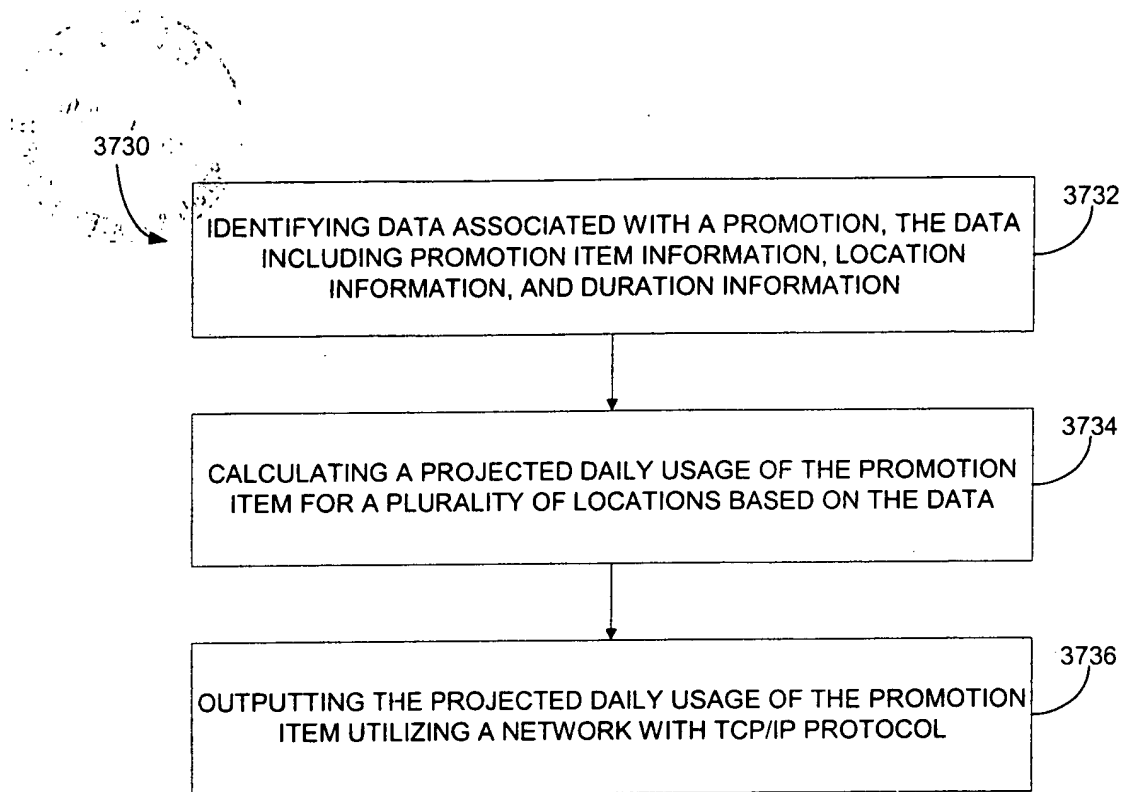 3730
3732
IDENTIFYING DATA ASSOCIATED WITH A PROMOTION, THE DATA
INCLUDING PROMOTION ITEM INFORMATION, LOCATION
INFORMATION, AND DURATION INFORMATION
3734
CALCULATING A PROJECTED DAILY USAGE OF THE PROMOTION
ITEM FOR A PLURALITY OF LOCATIONS BASED ON THE DATA
3736
OUTPUTTING THE PROJECTED DAILY USAGE OF THE PROMOTION
ITEM UTILIZING A NETWORK WITH TCP/IP PROTOCOL